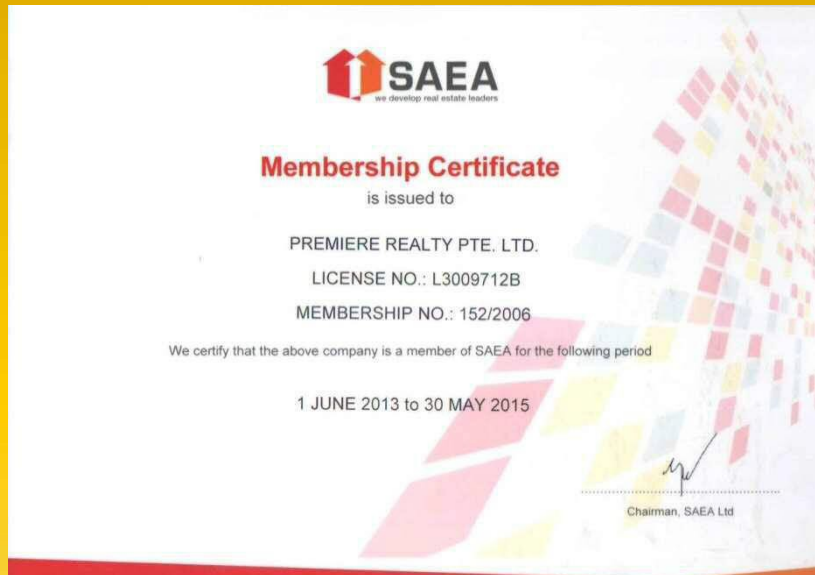 SAEA
we develop real estate leaders
Membership Certificate
is issued to
PREMIERE REALTY PTE. LTD.
LICENSE NO.: L3009712B
MEMBERSHIP NO.: 152/2006
We certify that the above company is a member of SAEA for the following period
1 JUNE 2013 to 30 MAY 2015
Chairman, SAEA Ltd